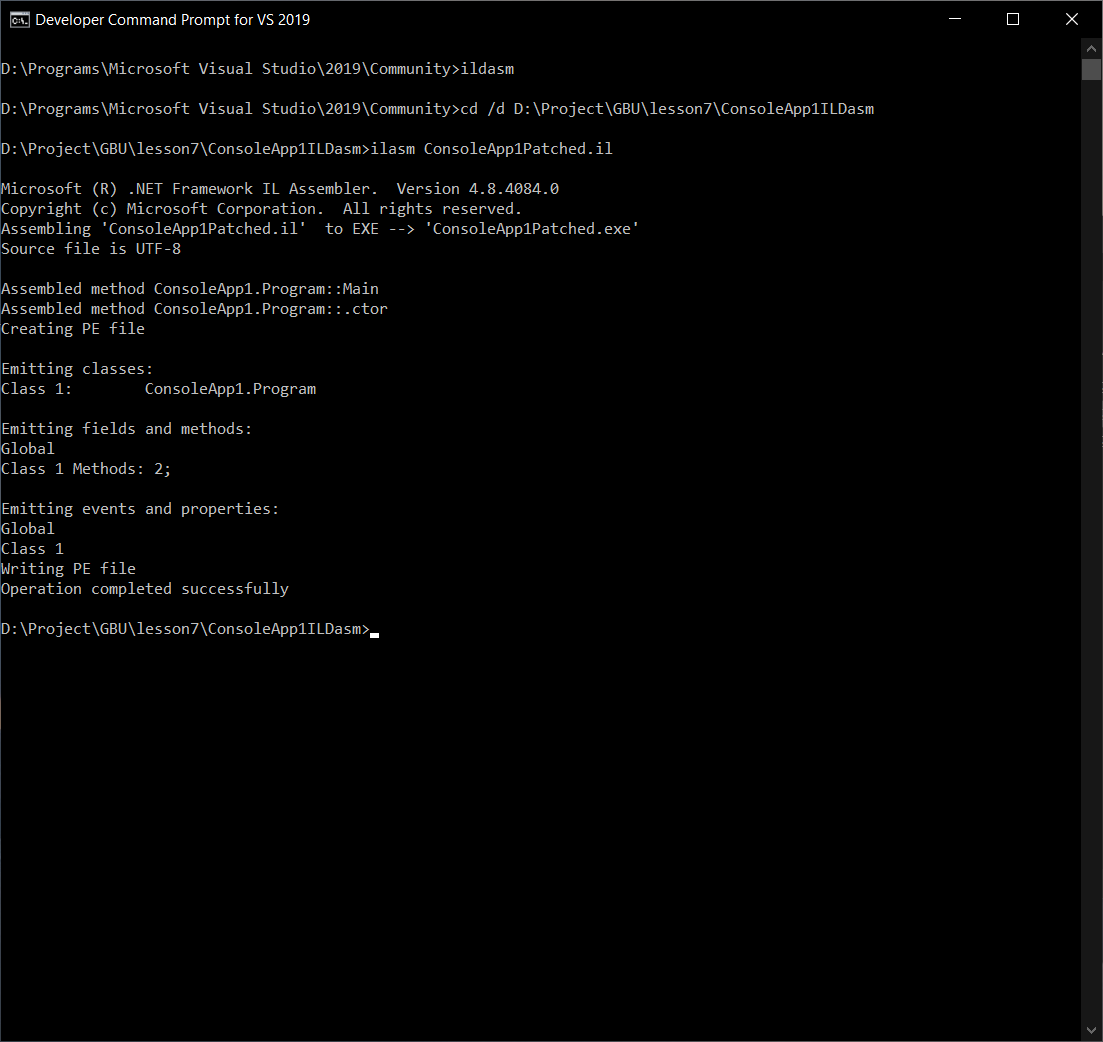 Developer Command Prompt for VS 2019
D:\Programs\Microsoft Visual Studio\2019\Community>ildasm
D:\Programs\Microsoft Visual Studio\2019\Community>cd /d D:\Project\GBU\lesson7\ConsoleApp1ILDasm
D:\Project\GBU\lesson7\ConsoleApp1ILDasm>ilasm ConsoleApp1Patched.il
Microsoft (R) .NET Framework IL Assembler.  Version 4.8.4084.0
Copyright (c) Microsoft Corporation.  All rights reserved.
Assembling 'ConsoleApp1Patched.il'  to EXE --> 'ConsoleApp1Patched.exe'
Source file is UTF-8
Assembled method ConsoleApp1.Program::Main
Assembled method ConsoleApp1.Program::.ctor
Creating PE file
Emitting classes:
Class 1:        ConsoleApp1.Program
Emitting fields and methods:
Global
Class 1 Methods: 2;
Emitting events and properties:
Global
Class 1
Writing PE file
Operation completed successfully
D:\Project\GBU\lesson7\ConsoleApp1ILDasm>